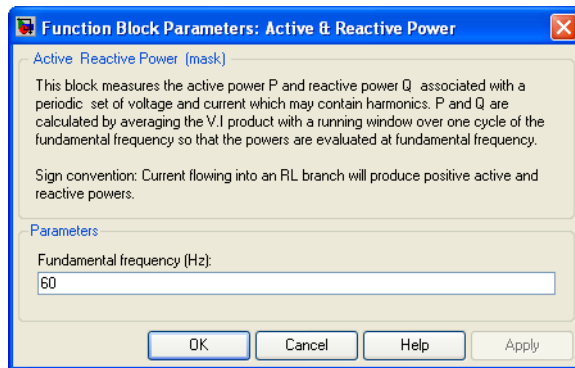 Function Block Parameters: Active & Reactive Power
Active Reactive Power (mask)
This block measures the active power P and reactive power Q associated with a
periodic set of voltage and current which may contain harmonics. P and Q are
calculated by averaging the V.I product with a running window over one cycle of the
fundamental frequency so that the powers are evaluated at fundamental frequency.
Sign convention: Current flowing into an RL branch will produce positive active and
reactive powers.
Parameters
Fundamental frequency (Hz):
60
OK Cancel Help Apply